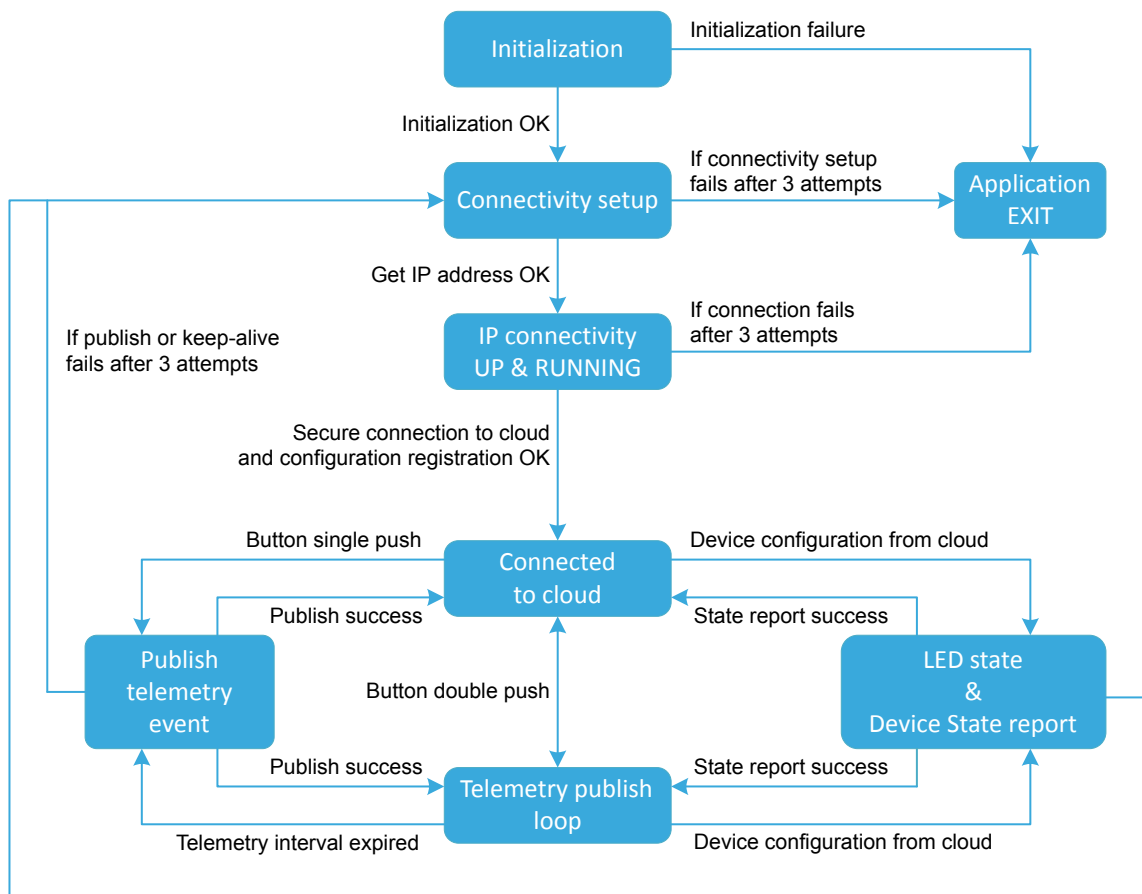 Initialization
Initialization failure
Initialization OK
If connectivity setup
fails after 3 attempts
Connectivity setup
Application
EXIT
Get IP address OK
If publish or keep-alive
fails after 3 attempts
IP connectivity
UP & RUNNING
If connection fails
after 3 attempts
Secure connection to cloud
and configuration registration OK
Button single push
Connected
to cloud
Device configuration from cloud
Publish success
State report success
Publish
telemetry
event
Button double push
LED state
&
Device State report
Publish success
State report success
Telemetry publish
loop
Telemetry interval expired
Device configuration from cloud